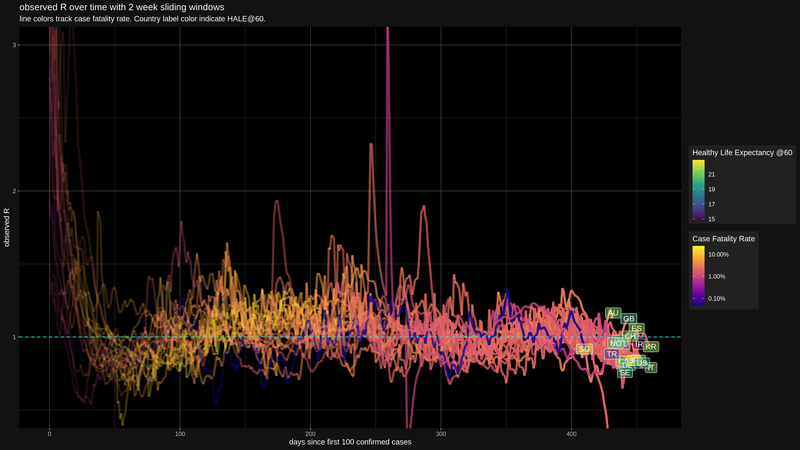 observed R over time with 2 week sliding windows
line colors track case fatality rate. Country label color indicate HALE@60.
3
2
1
observed R
0
100
200
300
400
days since first 100 confirmed cases
AU
GB
ES
CH
NO
IR
KR
SG
TR
DE
US
IT
SE
Healthy Life Expectancy @60
21
19
17
15
Case Fatality Rate
10.00%
1.00%
0.10%